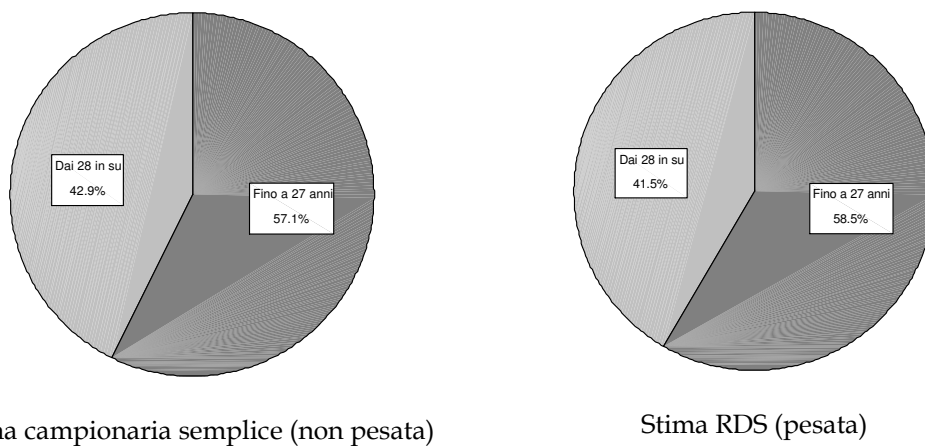 Dai 28 in su
42.9%
Fino a 27 anni
57.1%
Dai 28 in su
41.5%
Fino a 27 anni
58.5%
campionaria semplice (non pesata)
Stima RDS (pesata)